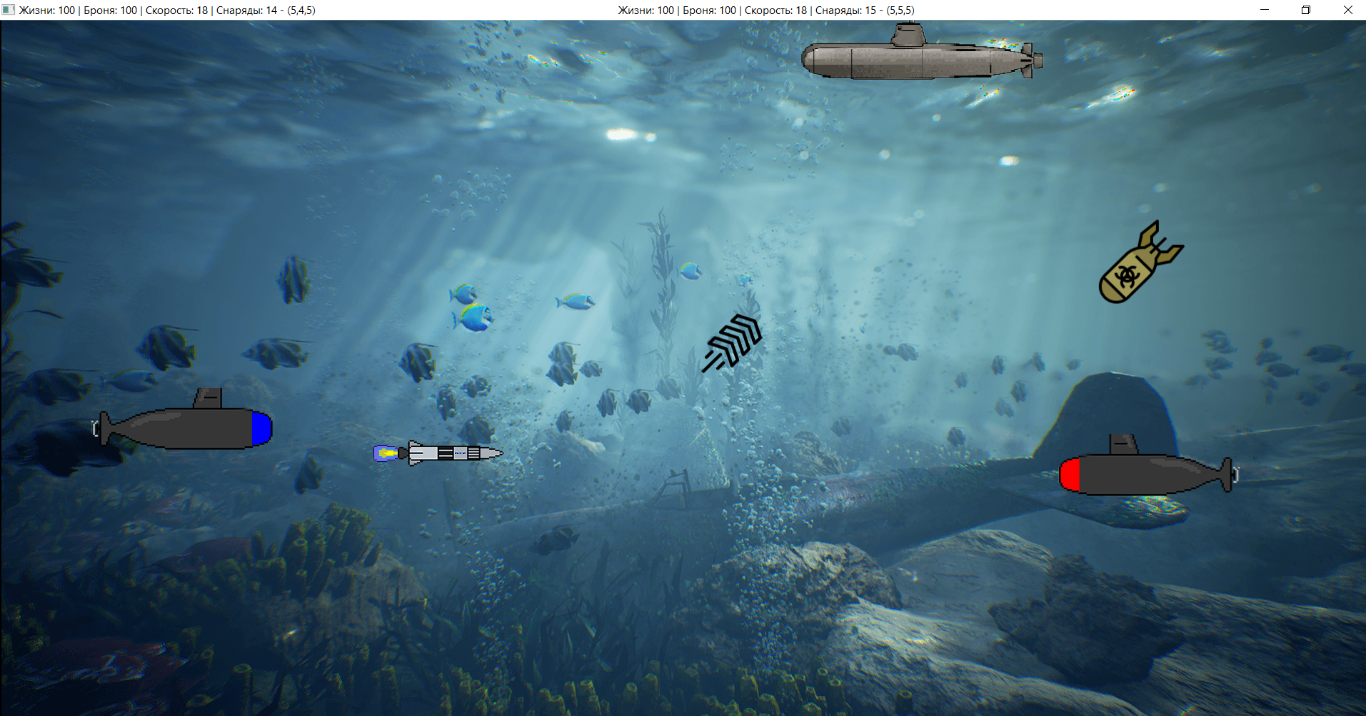 Жизни: 100 | Броня: 100 | Скорость: 18 | Снаряды: 14 - (5,4,5)
Жизни: 100 | Броня: 100 | Скорость: 18 | Снаряды: 15 - (5,5,5)